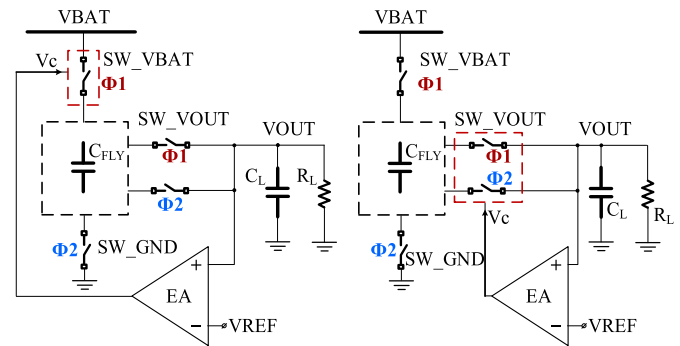 VBAT
SW_VBAT
Vc
Φ1
SW_VOUT
VOUT
Φ1
CFLY
Φ2
CL
RL
Φ2
SW_GND
+
EA
−
VREF
VBAT
SW_VBAT
Φ1
SW_VOUT
VOUT
Φ1
CFLY
Φ2
CL
RL
Vc
Φ2
SW_GND
+
EA
−
VREF